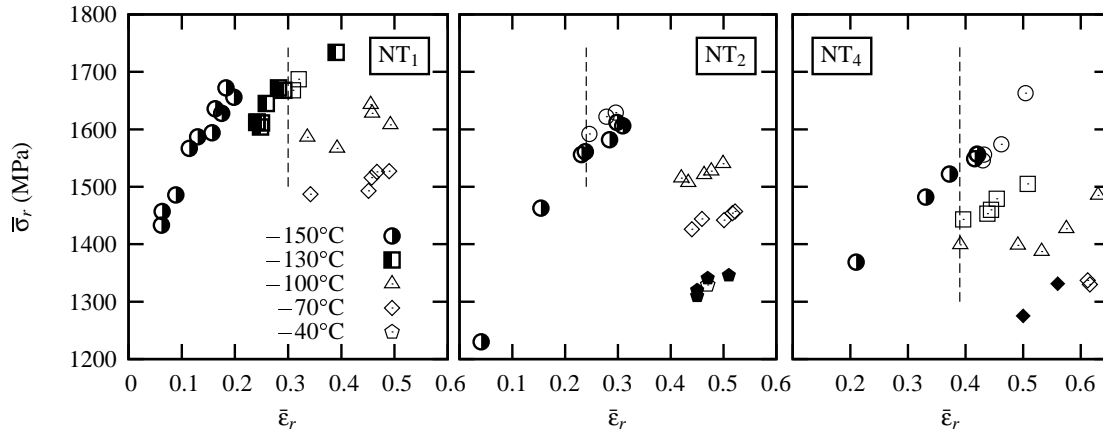 1800
1700
1600
1500
1400
1300
1200
σ̅r (MPa)
NT1
NT2
NT4
−150°C
−130°C
−100°C
−70°C
−40°C
0 0.1 0.2 0.3 0.4 0.5 0.6 0.1 0.2 0.3 0.4 0.5 0.6 0.2 0.3 0.4 0.5 0.6
ε̅r ε̅r ε̅r